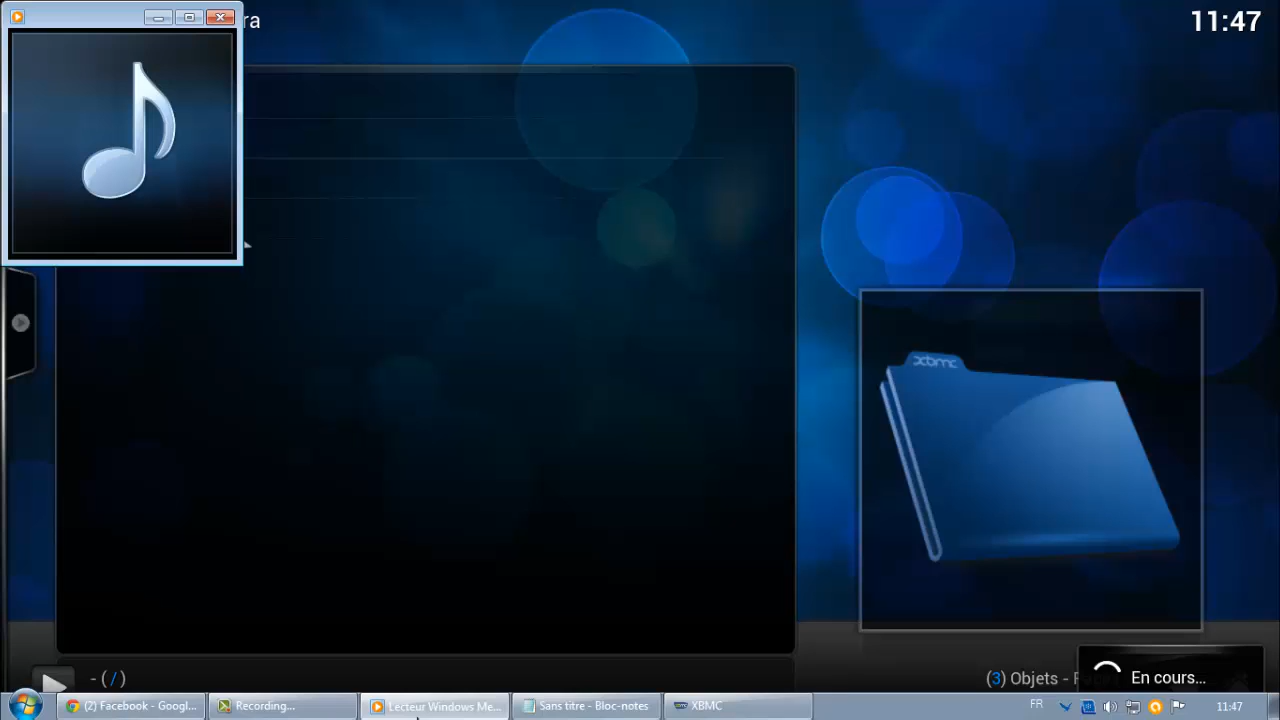 ra
11:47
xbmc
- ( / )
(3) Objets - 
En cours...
(2) Facebook - Googl...
Recording...
Lecteur Windows Me...
Sans titre - Bloc-notes
XBMC
FR
11:47